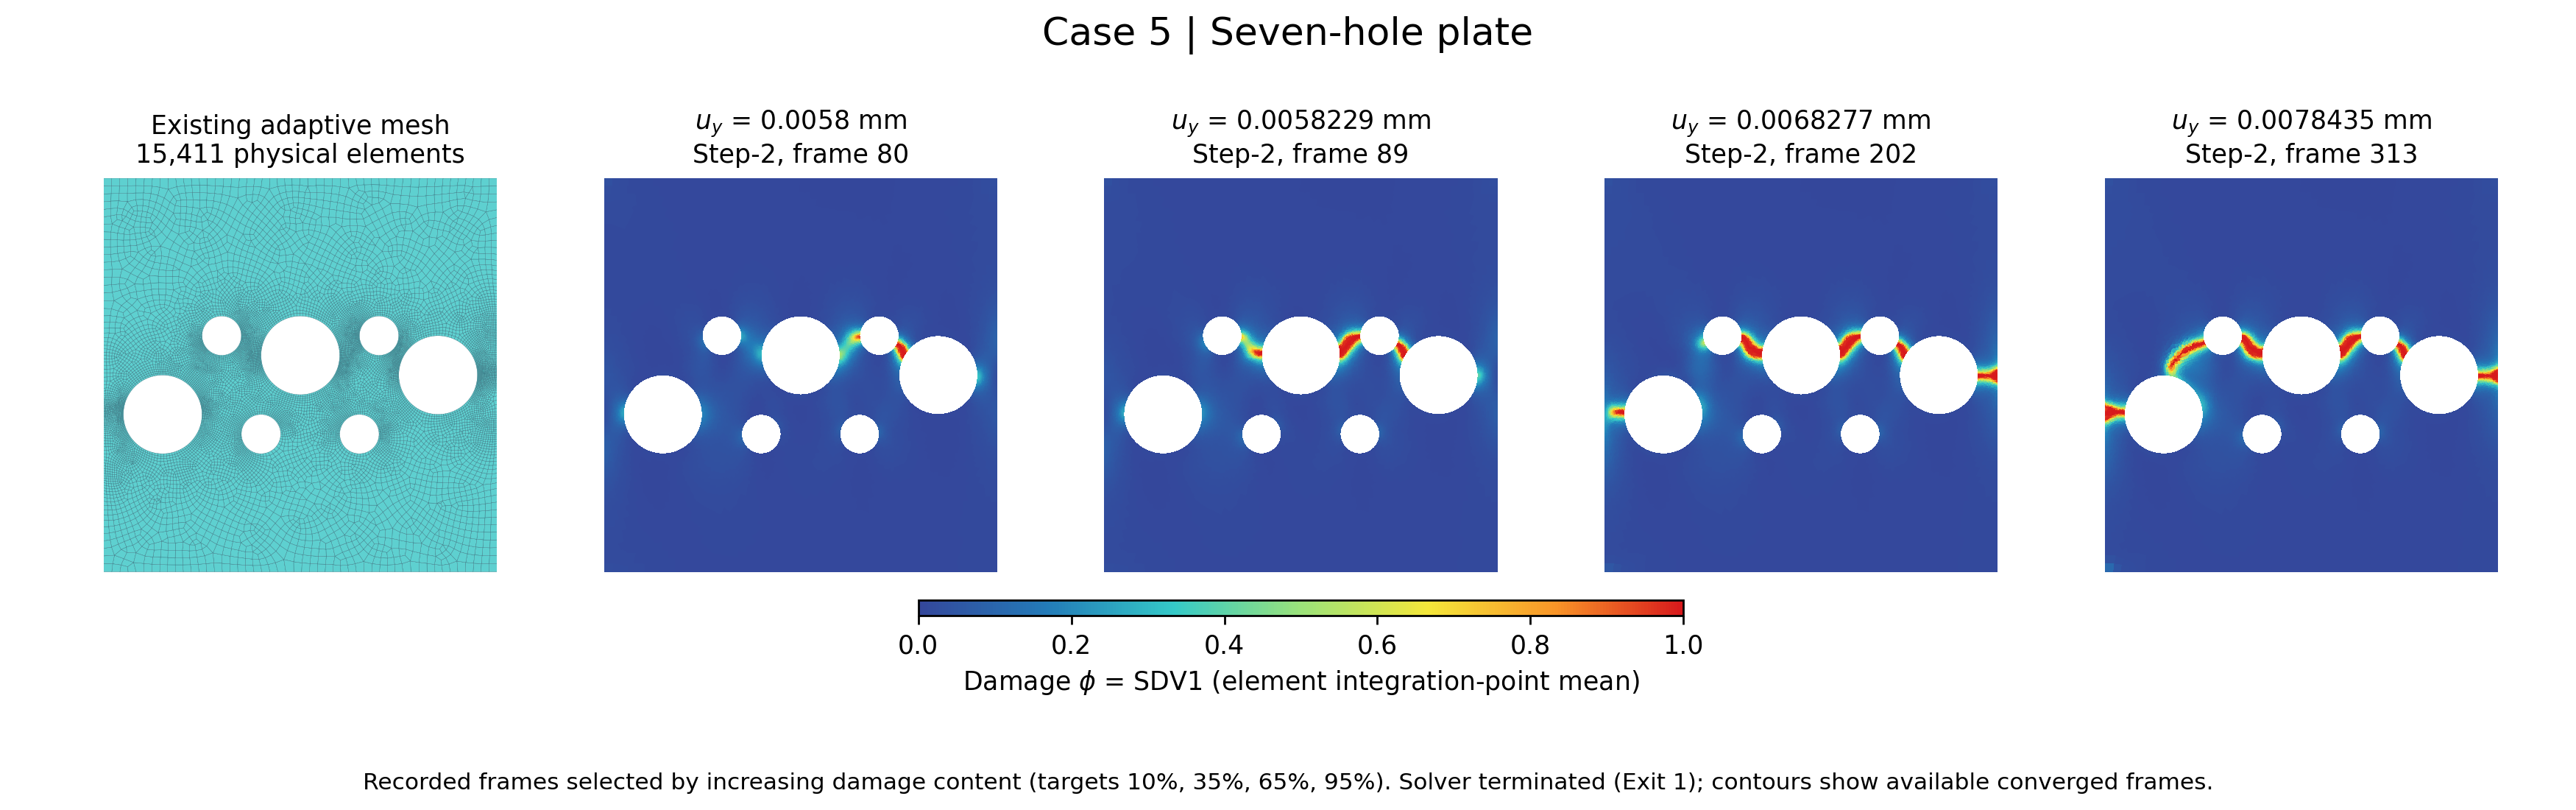 Case 5 | Seven-hole plate
Existing adaptive mesh
15,411 physical elements
u_y = 0.0058 mm
Step-2, frame 80
u_y = 0.0058229 mm
Step-2, frame 89
u_y = 0.0068277 mm
Step-2, frame 202
u_y = 0.0078435 mm
Step-2, frame 313
0.0 0.2 0.4 0.6 0.8 1.0
Damage ϕ = SDV1 (element integration-point mean)
Recorded frames selected by increasing damage content (targets 10%, 35%, 65%, 95%). Solver terminated (Exit 1); contours show available converged frames.